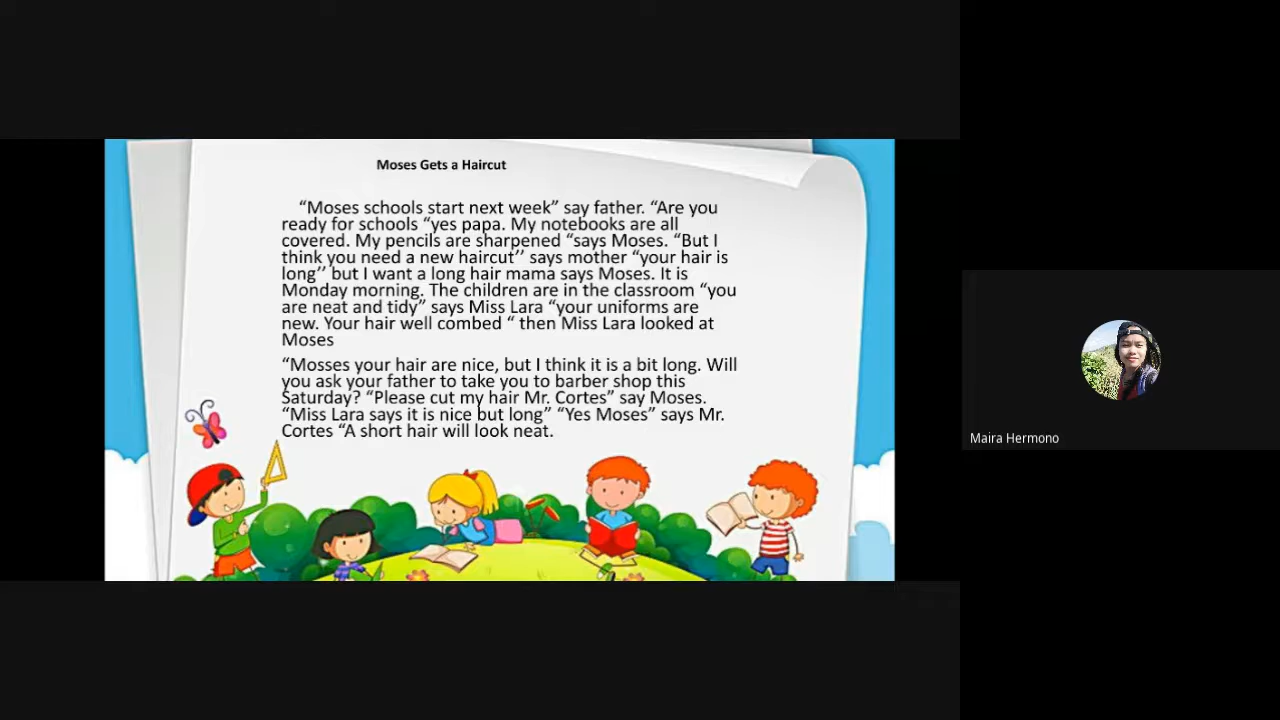 Moses Gets a Haircut
“Moses schools start next week” say father. “Are you
ready for schools “yes papa. My notebooks are all
covered. My pencils are sharpened “says Moses. “But I
think you need a new haircut’’ says mother “your hair is
long’’ but I want a long hair mama says Moses. It is
Monday morning. The children are in the classroom “you
are neat and tidy” says Miss Lara “your uniforms are
new. Your hair well combed “ then Miss Lara looked at
Moses
“Mosses your hair are nice, but I think it is a bit long. Will
you ask your father to take you to barber shop this
Saturday? “Please cut my hair Mr. Cortes” say Moses.
“Miss Lara says it is nice but long” “Yes Moses” says Mr.
Cortes “A short hair will look neat.
Maira Hermono